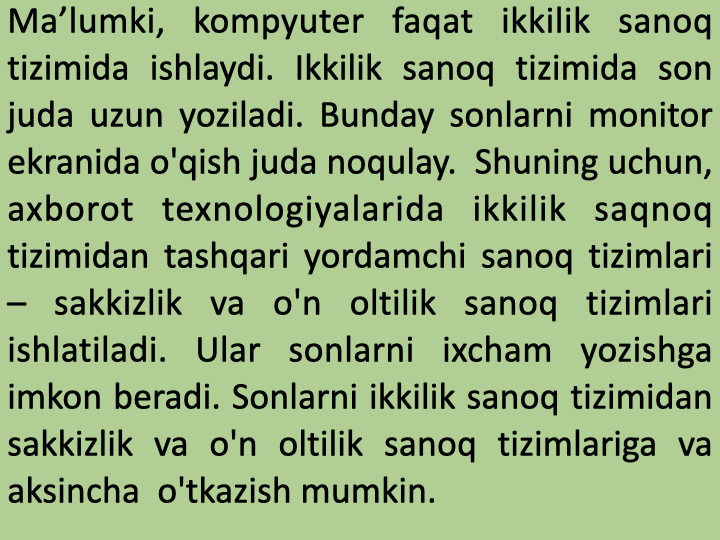 Ma’lumki, kompyuter faqat ikkilik sanoq
tizimida ishlaydi. Ikkilik sanoq tizimida son
juda uzun yoziladi. Bunday sonlarni monitor
ekranida o'qish juda noqulay.  Shuning uchun,
axborot texnologiyalarida ikkilik saqnoq
tizimidan tashqari yordamchi sanoq tizimlari
– sakkizlik va o'n oltilik sanoq tizimlari
ishlatiladi. Ular sonlarni ixcham yozishga
imkon beradi. Sonlarni ikkilik sanoq tizimidan
sakkizlik va o'n oltilik sanoq tizimlariga va
aksincha  o'tkazish mumkin.